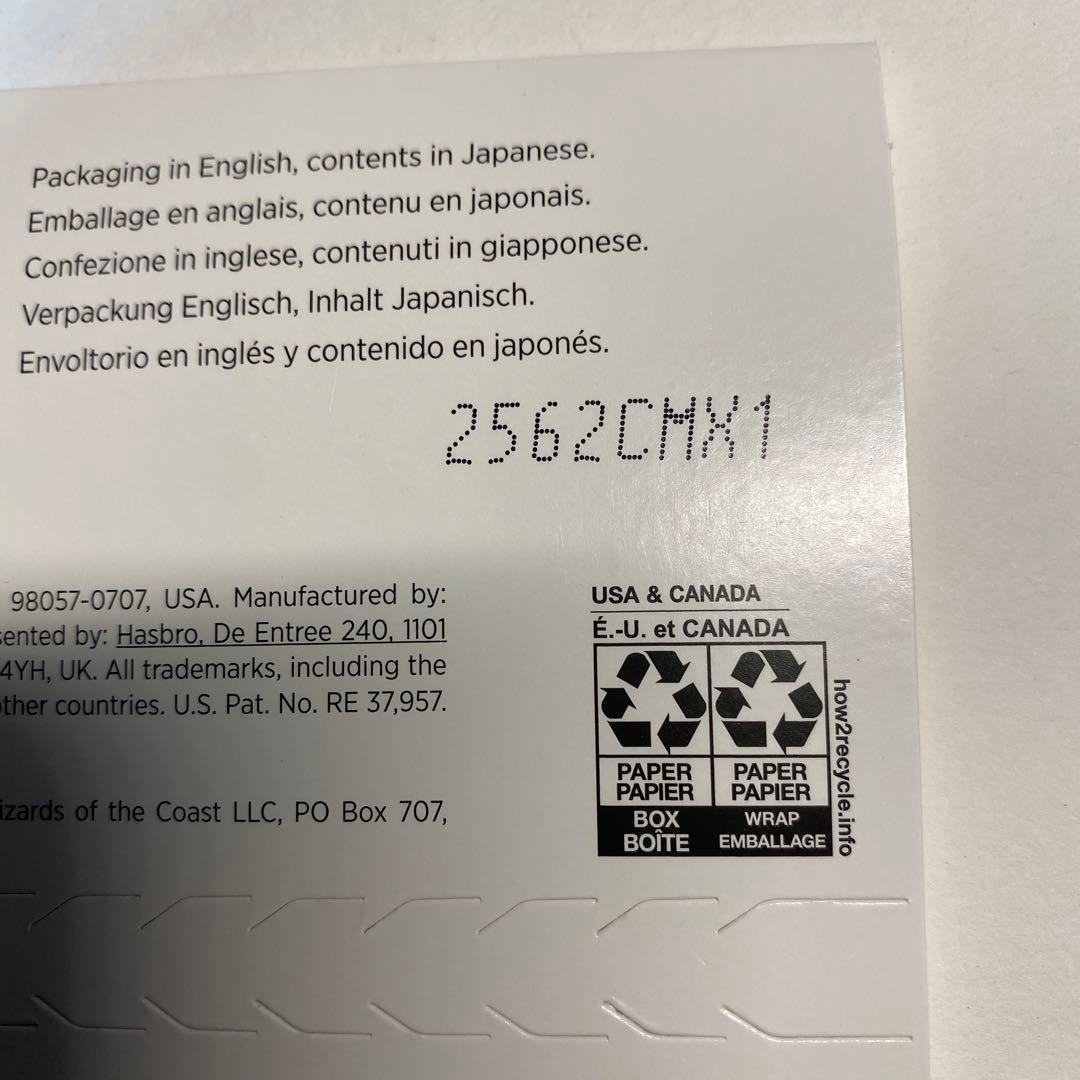 Packaging in English, contents in Japanese.
Emballage en anglais, contenu en japonais.
Confezione in inglese, contenuti in giapponese.
Verpackung Englisch, Inhalt Japanisch.
Envoltorio en inglés y contenido en japonés.
2562CMX1
98057-0707, USA. Manufactured by:
sented by: Hasbro, De Entree 240, 1101
4YH, UK. All trademarks, including the
other countries. U.S. Pat. No. RE 37,957.
izards of the Coast LLC, PO Box 707,
USA & CANADA
É.-U. et CANADA
PAPER PAPER
PAPIER PAPIER
BOX WRAP
BOÎTE EMBALLAGE
how2recycle.info